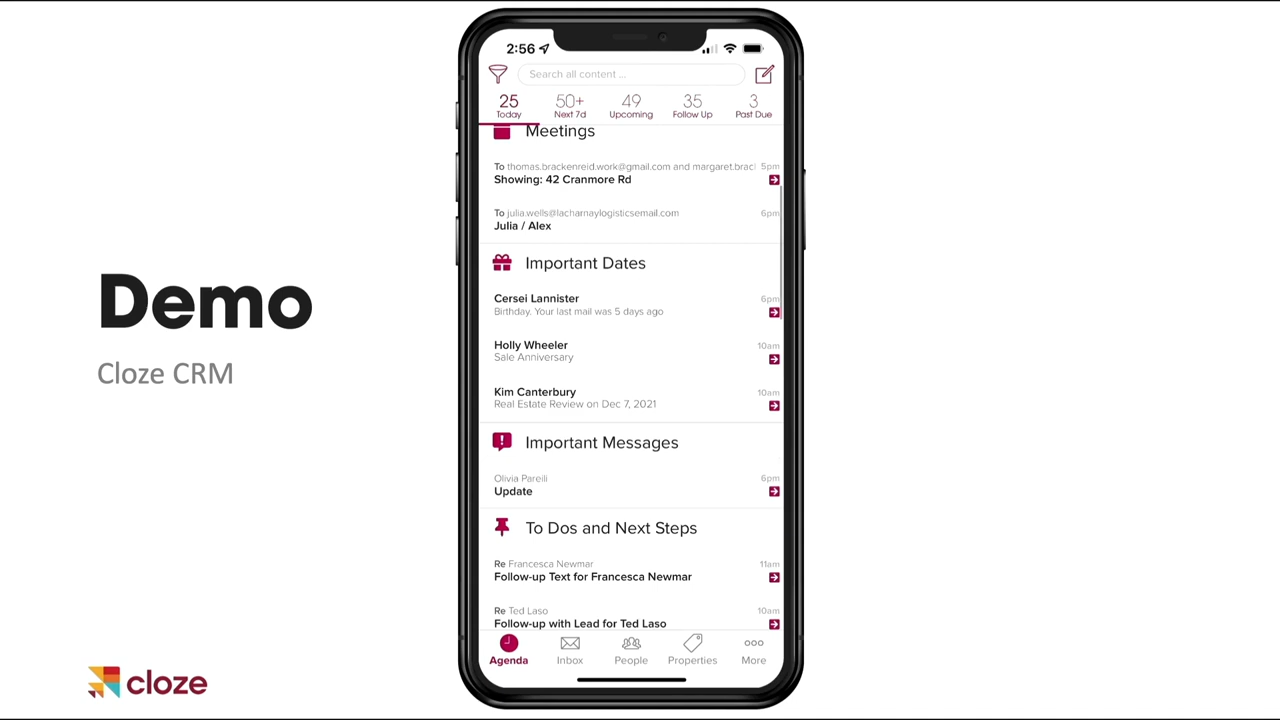 Demo
Cloze CRM
cloze
2:56
Search all content ...
25 50+ 49 35 3
Today Next 7d Upcoming Follow Up Past Due
Meetings
To thomas.brackenreid.work@gmail.com and margaret.brac 5pm
Showing: 42 Cranmore Rd
To julia.wells@lacharnaylogisticsemail.com 6pm
Julia / Alex
Important Dates
Cersei Lannister 6pm
Birthday. Your last mail was 5 days ago
Holly Wheeler 10am
Sale Anniversary
Kim Canterbury 10am
Real Estate Review on Dec 7, 2021
Important Messages
Olivia Pareili 6pm
Update
To Dos and Next Steps
Re Francesca Newmar 11am
Follow-up Text for Francesca Newmar
Re Ted Laso 10am
Follow-up with Lead for Ted Laso
Agenda Inbox People Properties More